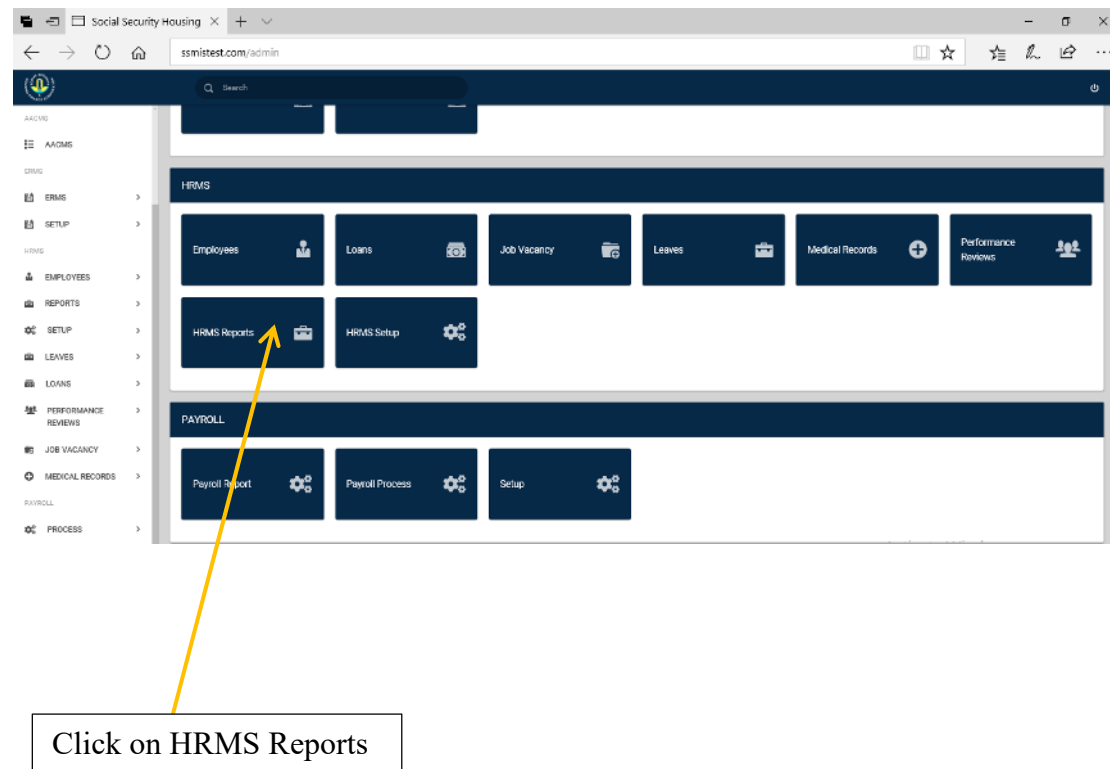 Social Security Housing
ssmistest.com/admin
Search
AACMS
AACMS
ERMS
ERMS
SETUP
HRMS
EMPLOYEES
REPORTS
SETUP
LEAVES
LOANS
PERFORMANCE
REVIEWS
JOB VACANCY
MEDICAL RECORDS
PAYROLL
PROCESS
HRMS
Employees
Loans
Job Vacancy
Leaves
Medical Records
Performance
Reviews
HRMS Reports
HRMS Setup
PAYROLL
Payroll Report
Payroll Process
Setup
Click on HRMS Reports